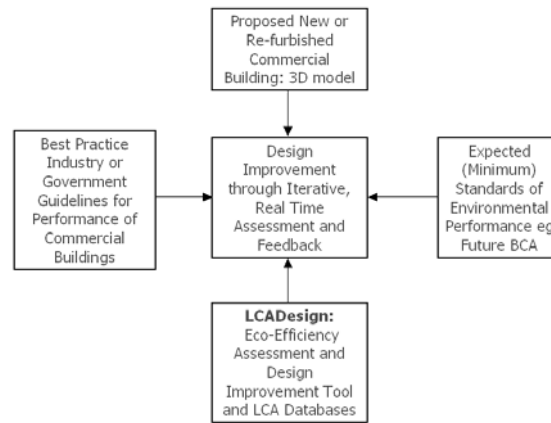 Proposed New or
Re-furbished
Commercial
Building: 3D model
Best Practice
Industry or
Government
Guidelines for
Performance of
Commercial
Buildings
Design
Improvement
through Iterative,
Real Time
Assessment and
Feedback
Expected
(Minimum)
Standards of
Environmental
Performance eg
Future BCA
LCADesign:
Eco-Efficiency
Assessment and
Design
Improvement Tool
and LCA Databases